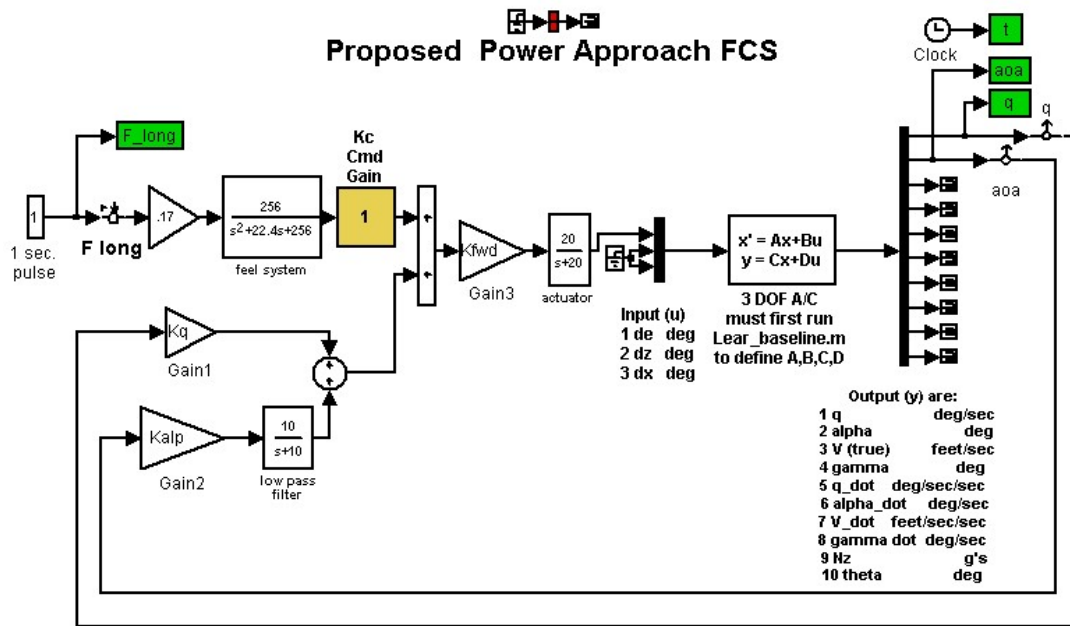 Proposed Power Approach FCS
t
Clock
aoa
q
q
aoa
F_long
Kc
Cmd
Gain
1
1 sec.
pulse
F long
.17
256
s²+22.4s+256
feel system
1
Kfwd
Gain3
20
s+20
actuator
Input (u)
1 de deg
2 dz deg
3 dx deg
x' = Ax+Bu
y = Cx+Du
3 DOF A/C
must first run
Lear_baseline.m
to define A,B,C,D
Kq
Gain1
Kalp
Gain2
10
s+10
low pass
filter
Output (y) are:
1 q deg/sec
2 alpha deg
3 V (true) feet/sec
4 gamma deg
5 q_dot deg/sec/sec
6 alpha_dot deg/sec
7 V_dot feet/sec/sec
8 gamma dot deg/sec
9 Nz g's
10 theta deg